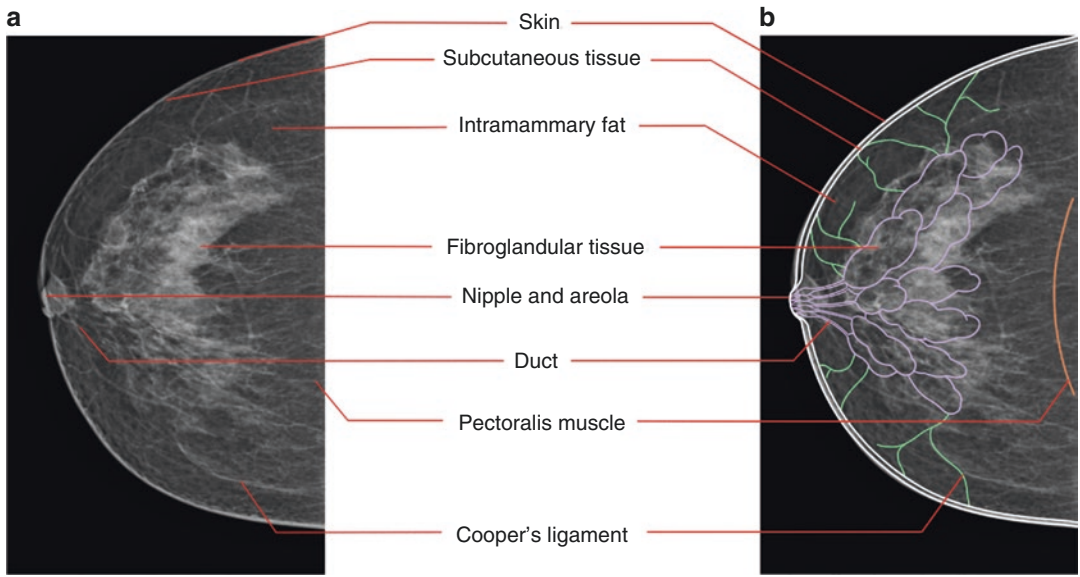 a
b
Skin
Subcutaneous tissue
Intramammary fat
Fibroglandular tissue
Nipple and areola
Duct
Pectoralis muscle
Cooper's ligament